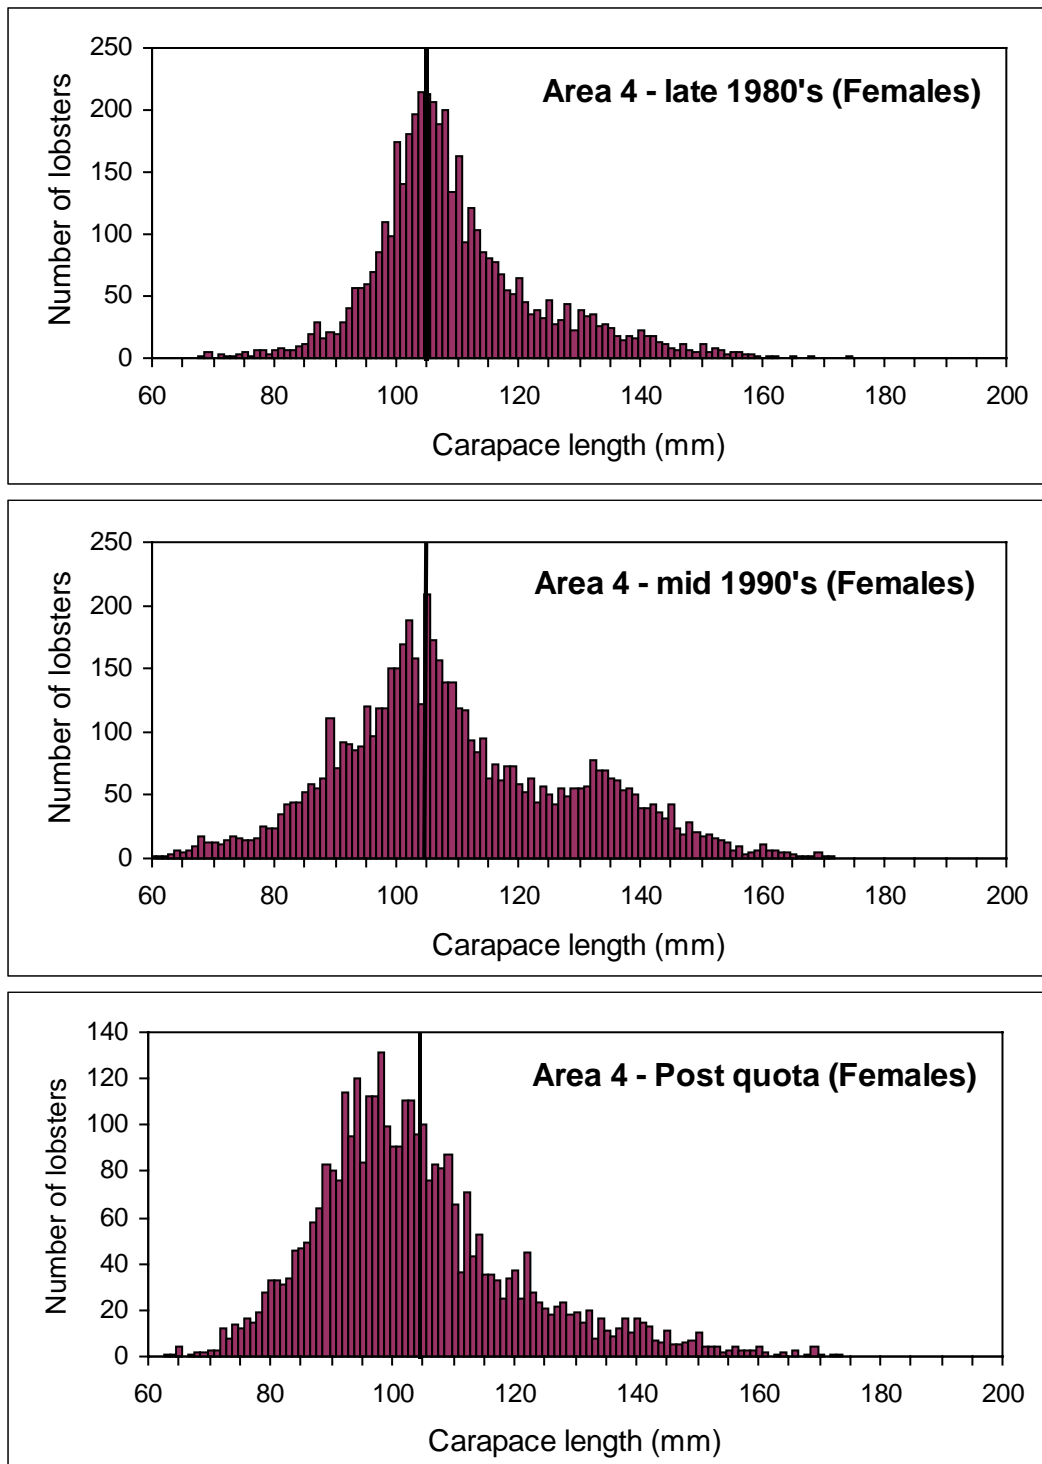 Area 4 - late 1980's (Females)
Number of lobsters
250
200
150
100
50
0
60 80 100 120 140 160 180 200
Carapace length (mm)
Area 4 - mid 1990's (Females)
Number of lobsters
250
200
150
100
50
0
60 80 100 120 140 160 180 200
Carapace length (mm)
Area 4 - Post quota (Females)
Number of lobsters
140
120
100
80
60
40
20
0
60 80 100 120 140 160 180 200
Carapace length (mm)